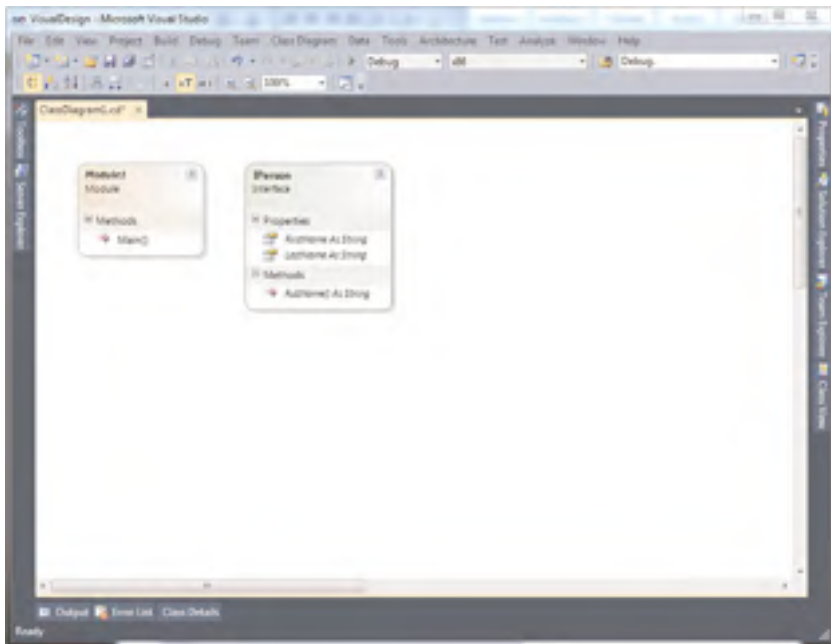 VisualDesign - Microsoft Visual Studio
File Edit View Project Build Debug Team Class Diagram Data Tools Architecture Test Analyze Window Help
Debug x86 Debug.
100%
ClassDiagram1.cd*
Toolbox
Server Explorer
Module1
Module
Methods
Main()
IPerson
Interface
Properties
FirstName As String
LastName As String
Methods
As String
Properties
Solution Explorer
Team Explorer
Class View
Output Error List Class Details
Ready